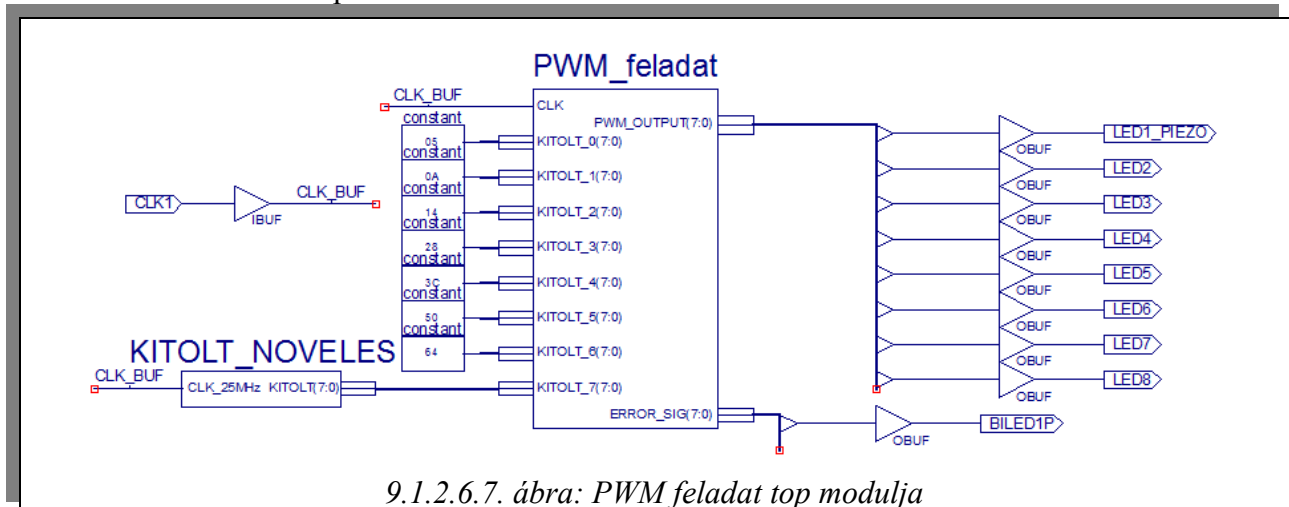 PWM_feladat
CLK_BUF
CLK
constant
PWM_OUTPUT(7:0)
LED1_PIEZO
05
KITOLT_0(7:0)
OBUF
constant
LED2
0A
KITOLT_1(7:0)
OBUF
constant
CLK1
IBUF
CLK_BUF
LED3
14
KITOLT_2(7:0)
OBUF
constant
LED4
28
KITOLT_3(7:0)
OBUF
constant
LED5
3C
KITOLT_4(7:0)
OBUF
constant
LED6
50
KITOLT_5(7:0)
OBUF
constant
LED7
64
KITOLT_6(7:0)
OBUF
KITOLT_NOVELES
CLK_BUF
CLK_25MHz KITOLT(7:0)
KITOLT_7(7:0)
LED8
OBUF
ERROR_SIG(7:0)
BILED1P
OBUF
9.1.2.6.7. ábra: PWM feladat top modulja